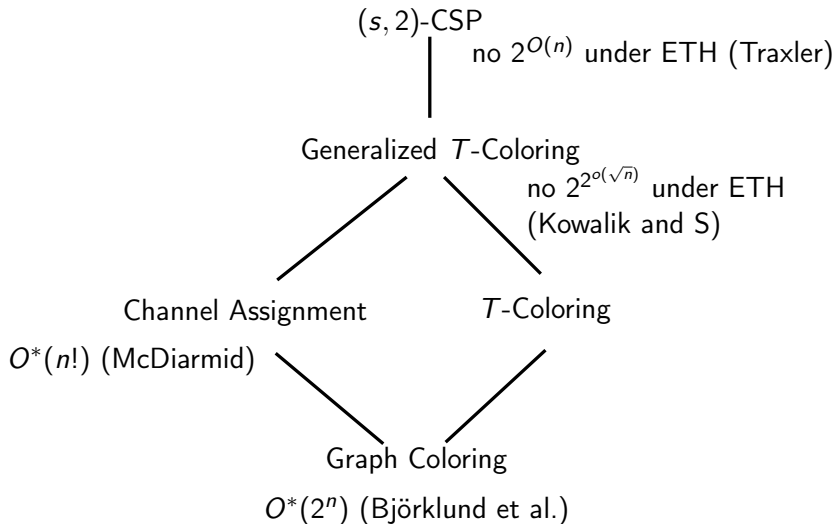 (s, 2)-CSP
no 2^{O(n)} under ETH (Traxler)
Generalized T-Coloring
no 2^{2^{o(√n)}} under ETH
(Kowalik and S)
Channel Assignment
T-Coloring
O*(n!) (McDiarmid)
Graph Coloring
O*(2^n) (Björklund et al.)